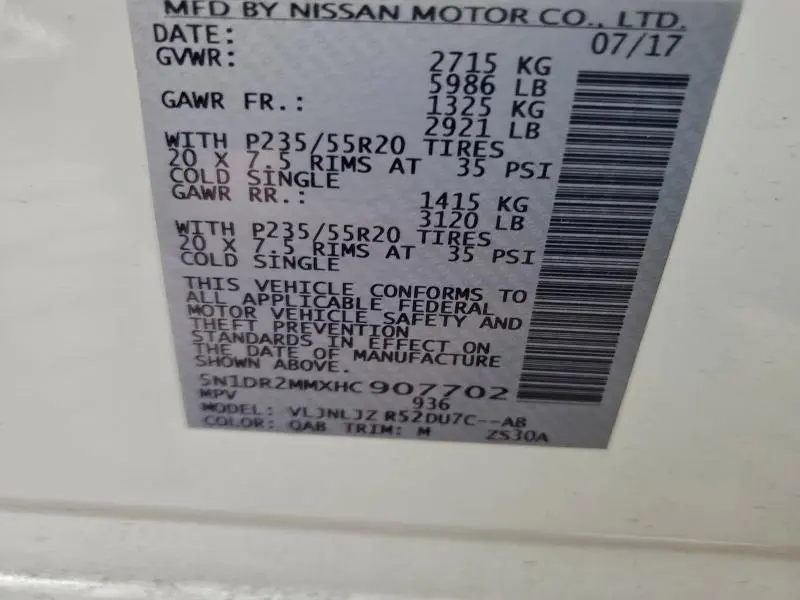 MFD BY NISSAN MOTOR CO., LTD.
DATE: 07/17
GVWR: 2715 KG
5986 LB
GAWR FR.: 1325 KG
2921 LB
WITH P235/55R20 TIRES
20 X 7.5 RIMS AT 35 PSI
COLD SINGLE
GAWR RR.: 1415 KG
3120 LB
WITH P235/55R20 TIRES
20 X 7.5 RIMS AT 35 PSI
COLD SINGLE
THIS VEHICLE CONFORMS TO
ALL APPLICABLE FEDERAL
MOTOR VEHICLE SAFETY AND
THEFT PREVENTION
STANDARDS IN EFFECT ON
THE DATE OF MANUFACTURE
SHOWN ABOVE.
5N1DR2MMXHC907702
MPV 936
MODEL: VLJNLJZ R52DU7C--AB
COLOR: QAB TRIM: M ZS30A